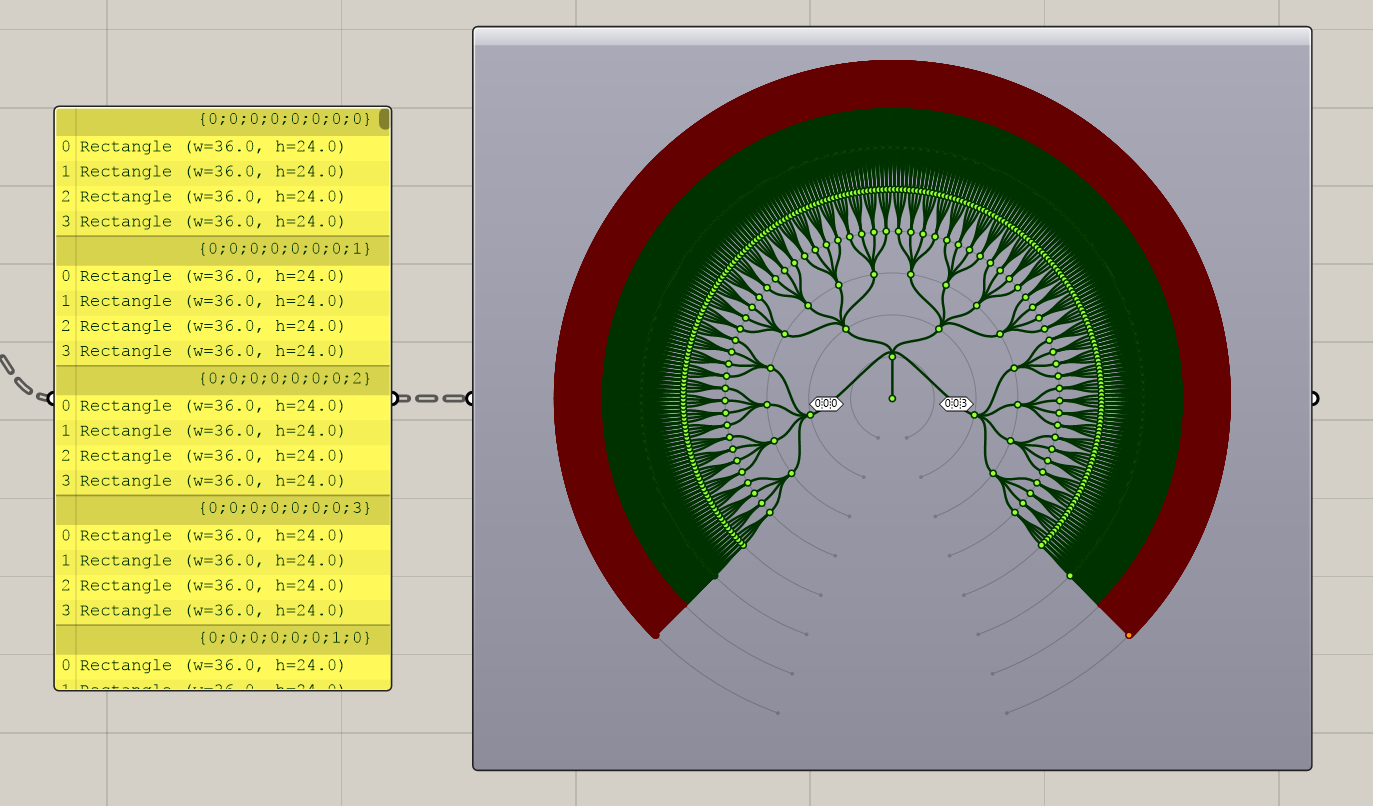 {0;0;0;0;0;0;0;0}
0 Rectangle (w=36.0, h=24.0)
1 Rectangle (w=36.0, h=24.0)
2 Rectangle (w=36.0, h=24.0)
3 Rectangle (w=36.0, h=24.0)
{0;0;0;0;0;0;0;1}
0 Rectangle (w=36.0, h=24.0)
1 Rectangle (w=36.0, h=24.0)
2 Rectangle (w=36.0, h=24.0)
3 Rectangle (w=36.0, h=24.0)
{0;0;0;0;0;0;0;2}
0 Rectangle (w=36.0, h=24.0)
1 Rectangle (w=36.0, h=24.0)
2 Rectangle (w=36.0, h=24.0)
3 Rectangle (w=36.0, h=24.0)
{0;0;0;0;0;0;0;3}
0 Rectangle (w=36.0, h=24.0)
1 Rectangle (w=36.0, h=24.0)
2 Rectangle (w=36.0, h=24.0)
3 Rectangle (w=36.0, h=24.0)
{0;0;0;0;0;0;1;0}
0 Rectangle (w=36.0, h=24.0)
1 Rectangle (w=36.0, h=24.0)
0;0;0
0;0;3